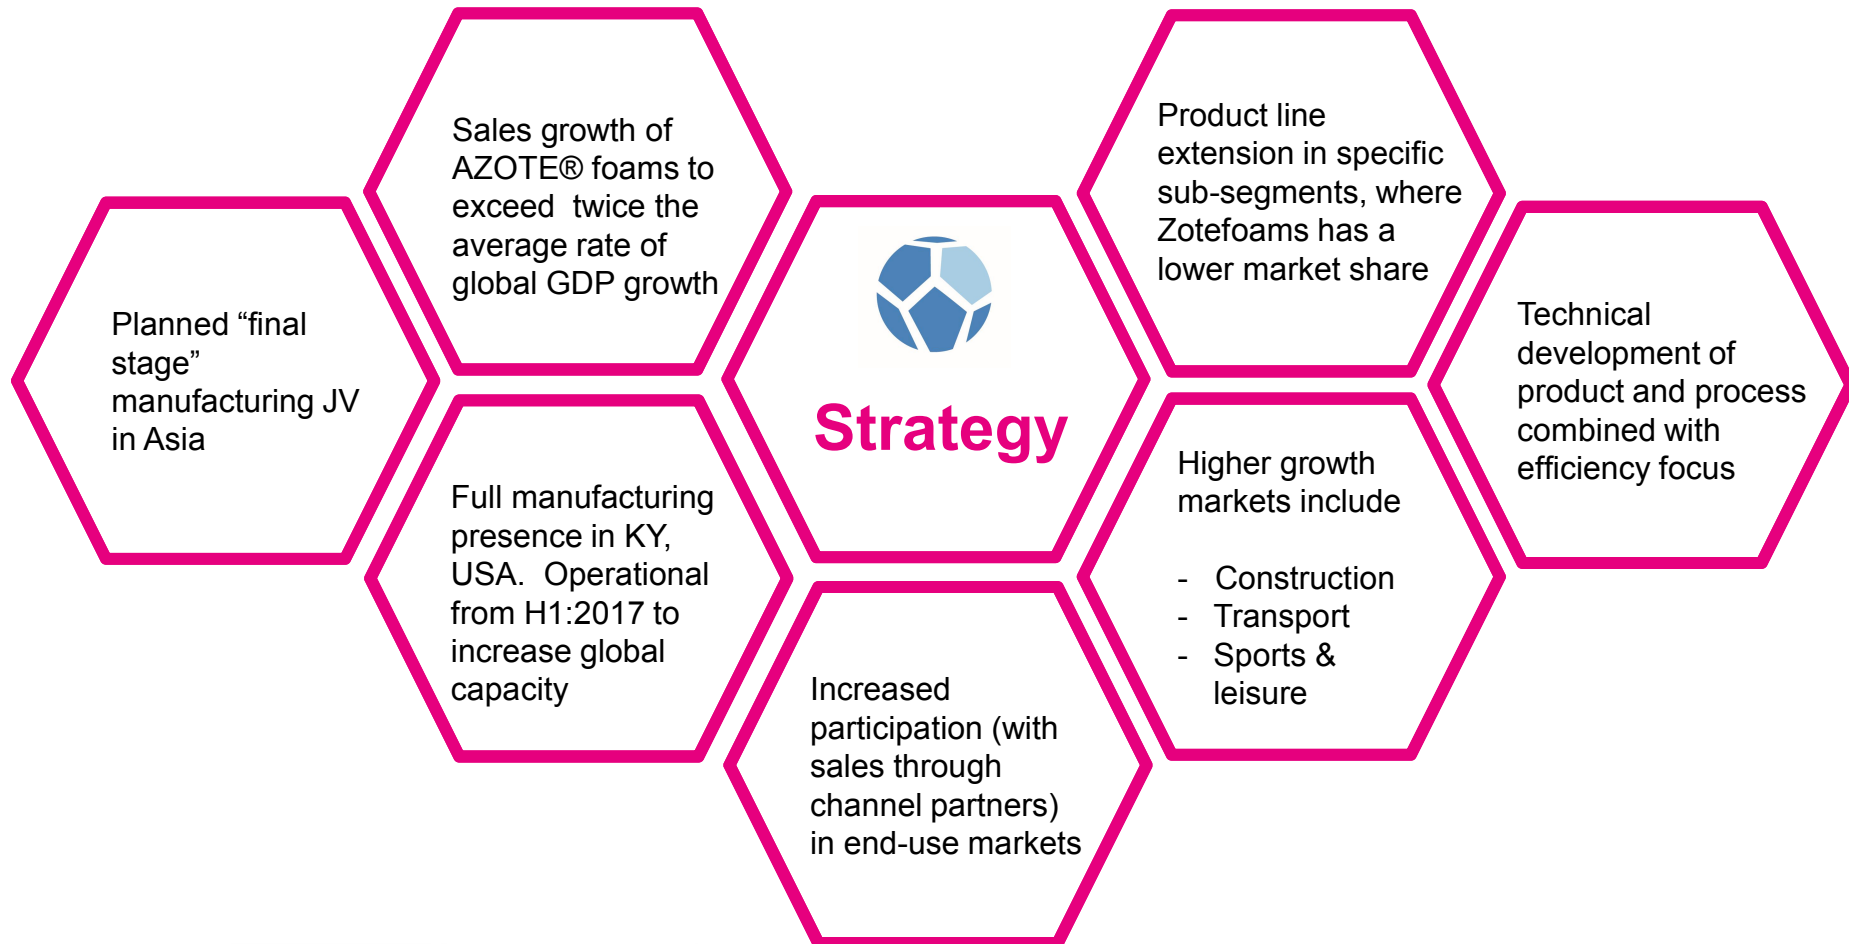 Planned “final
stage”
manufacturing JV
in Asia
Sales growth of
AZOTE® foams to
exceed  twice the
average rate of
global GDP growth
Full manufacturing
presence in KY,
USA.  Operational
from H1:2017 to
increase global
capacity
Strategy
Increased
participation (with
sales through
channel partners)
in end-use markets
Product line
extension in specific
sub-segments, where
Zotefoams has a
lower market share
Higher growth
markets include
- Construction
- Transport
- Sports &
leisure
Technical
development of
product and process
combined with
efficiency focus